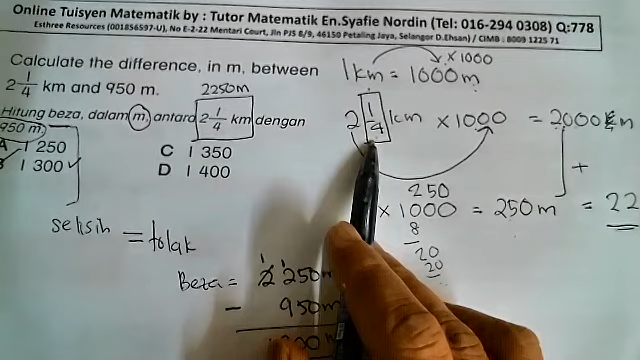 Online Tuisyen Matematik by : Tutor Matematik En.Syafie Nordin (Tel: 016-294 0308) Q:778
Esthree Resources (001856597-U), No E-2-22 Mentari Court, Jln PJS 8/9, 46150 Petaling Jaya, Selangor D.Ehsan) / CIMB : 8009 1225 71
Calculate the difference, in m, between
2 1/4 km and 950 m.
2250m
Hitung beza, dalam m, antara 2 1/4 km dengan
950 m.
A 1 250
1 300 ✓
C 1 350
D 1 400
× 1000
1km = 1000m
2 1/4 km × 1000 = 2000 m
+
250
× 1000 = 250m = 22
8
20
20
selisih = tolak
Beza = 2250m
- 950m